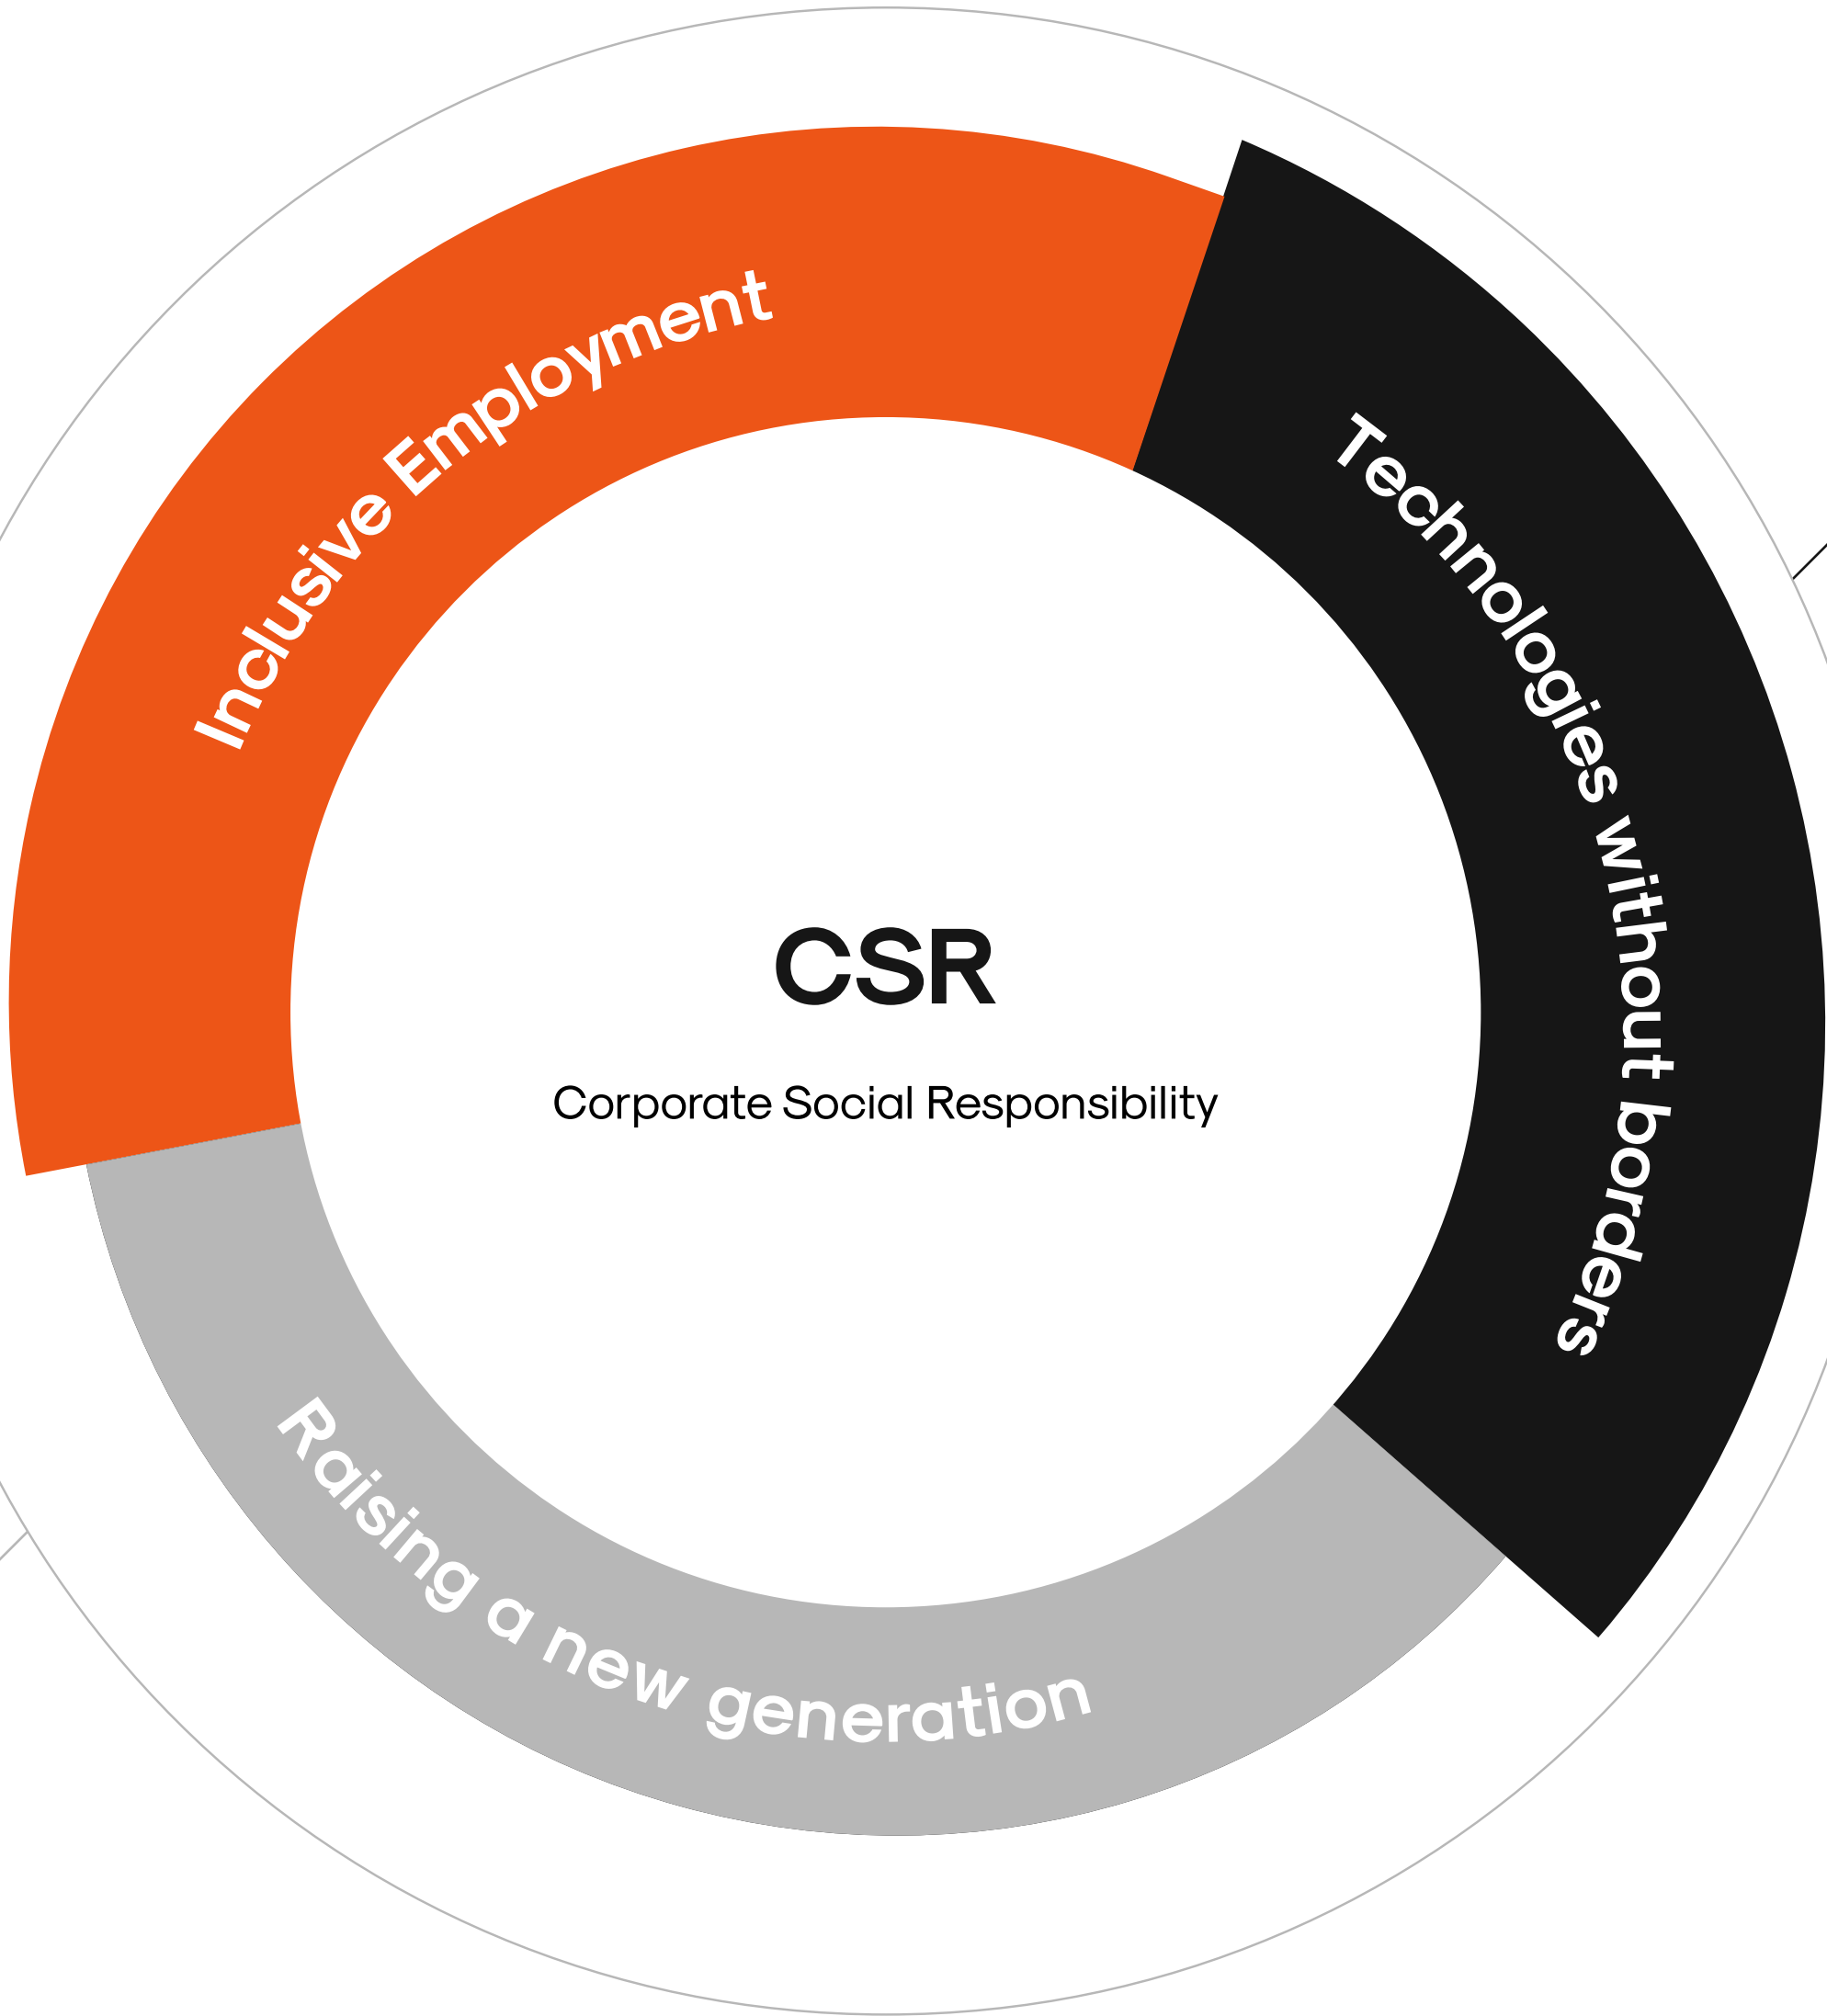 Inclusive Employment
Technologies without borders
CSR
Corporate Social Responsibility
Raising a new generation